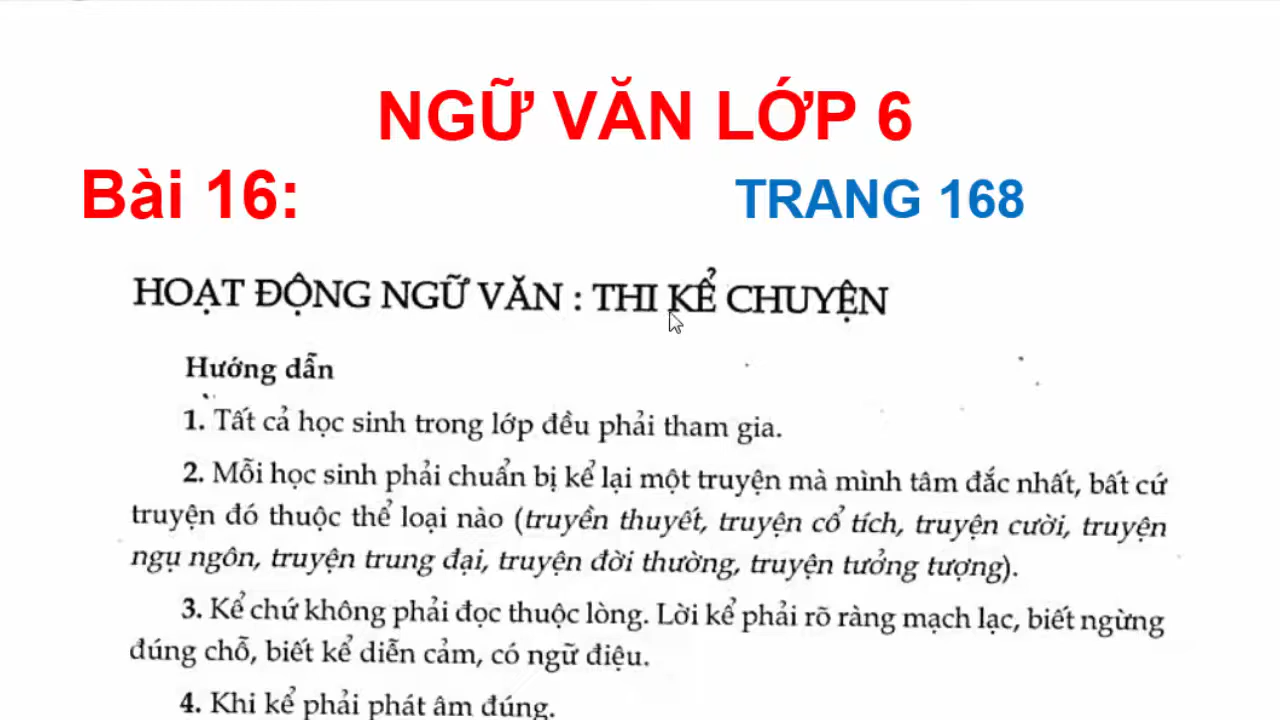 NGỮ VĂN LỚP 6
Bài 16: TRANG 168
HOẠT ĐỘNG NGỮ VĂN : THI KỂ CHUYỆN
Hướng dẫn
1. Tất cả học sinh trong lớp đều phải tham gia.
2. Mỗi học sinh phải chuẩn bị kể lại một truyện mà mình tâm đắc nhất, bất cứ
truyện đó thuộc thể loại nào (truyền thuyết, truyện cổ tích, truyện cười, truyện
ngụ ngôn, truyện trung đại, truyện đời thường, truyện tưởng tượng).
3. Kể chứ không phải đọc thuộc lòng. Lời kể phải rõ ràng mạch lạc, biết ngừng
đúng chỗ, biết kể diễn cảm, có ngữ điệu.
4. Khi kể phải phát âm đúng.